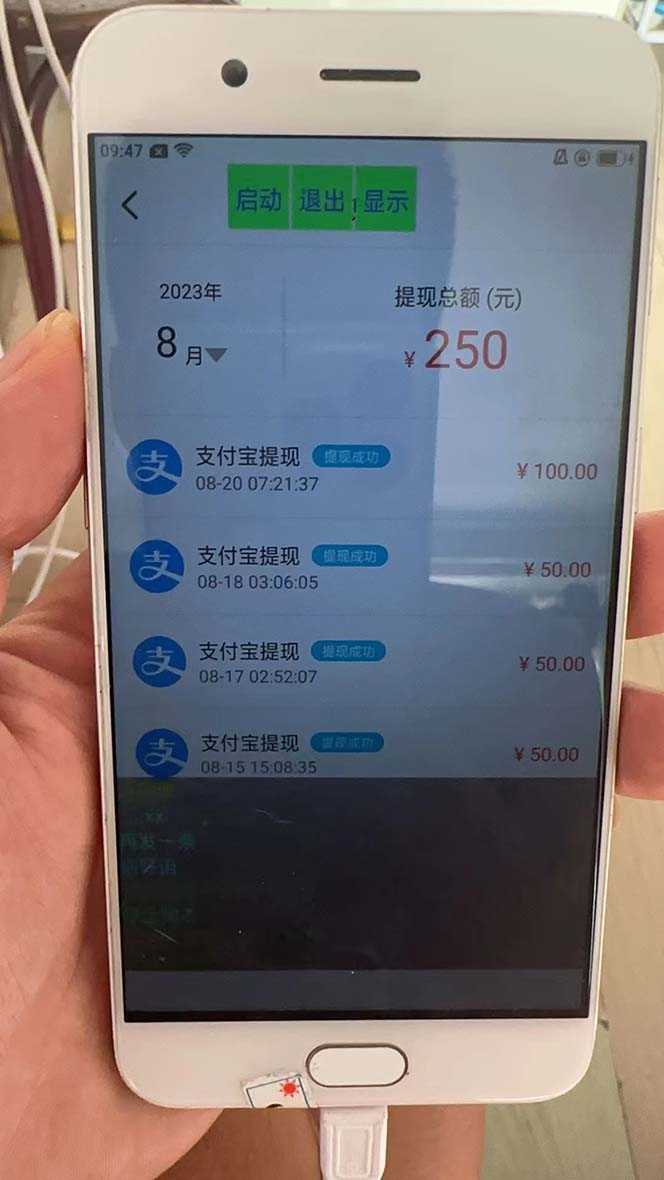 09:47
启动 退出 显示
2023年
提现总额 (元)
8月
¥ 250
支付宝提现 提现成功
08-20 07:21:37
¥ 100.00
支付宝提现 提现成功
08-18 03:06:05
¥ 50.00
支付宝提现 提现成功
08-17 02:52:07
¥ 50.00
支付宝提现 提现成功
08-15 15:08:35
¥ 50.00
再发一条